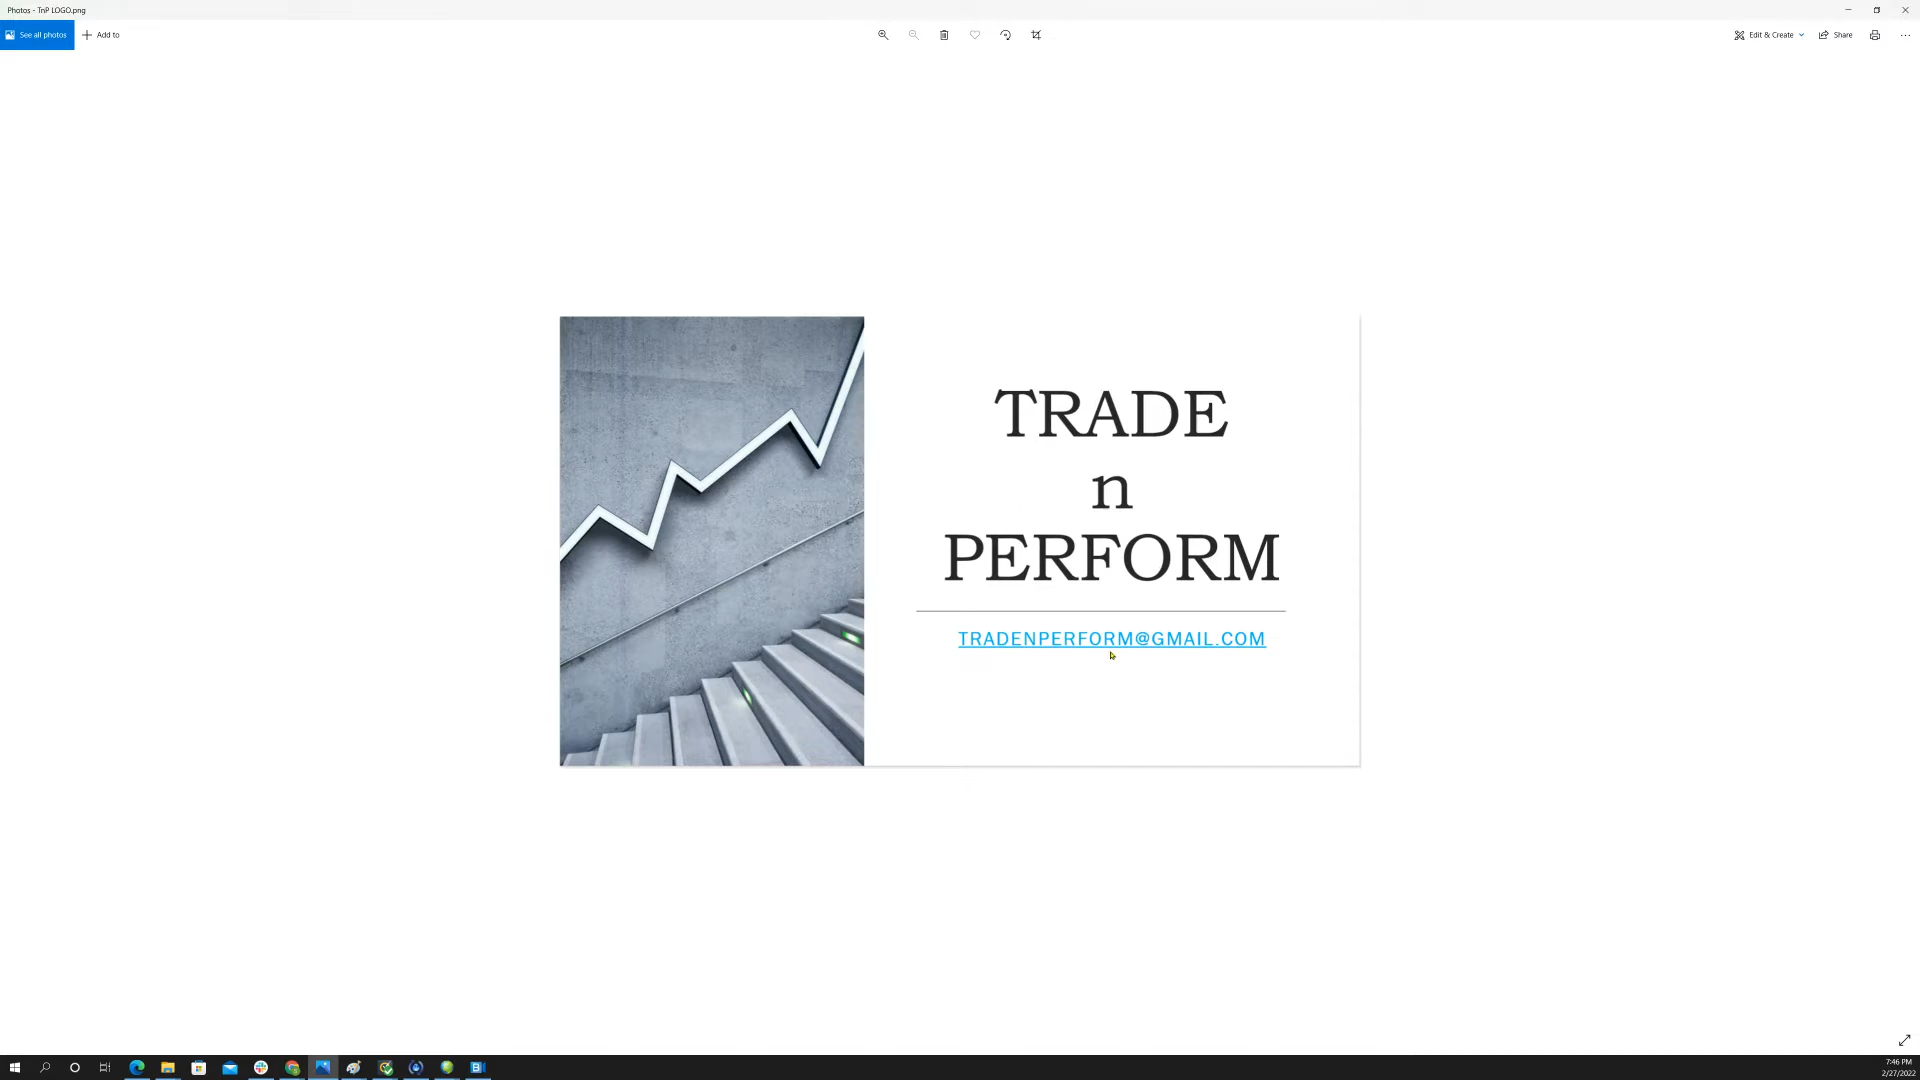 Photos - TnP LOGO.png
See all photos
Add to
Edit & Create
Share
TRADE
n
PERFORM
TRADENPERFORM@GMAIL.COM
7:46 PM
2/27/2022